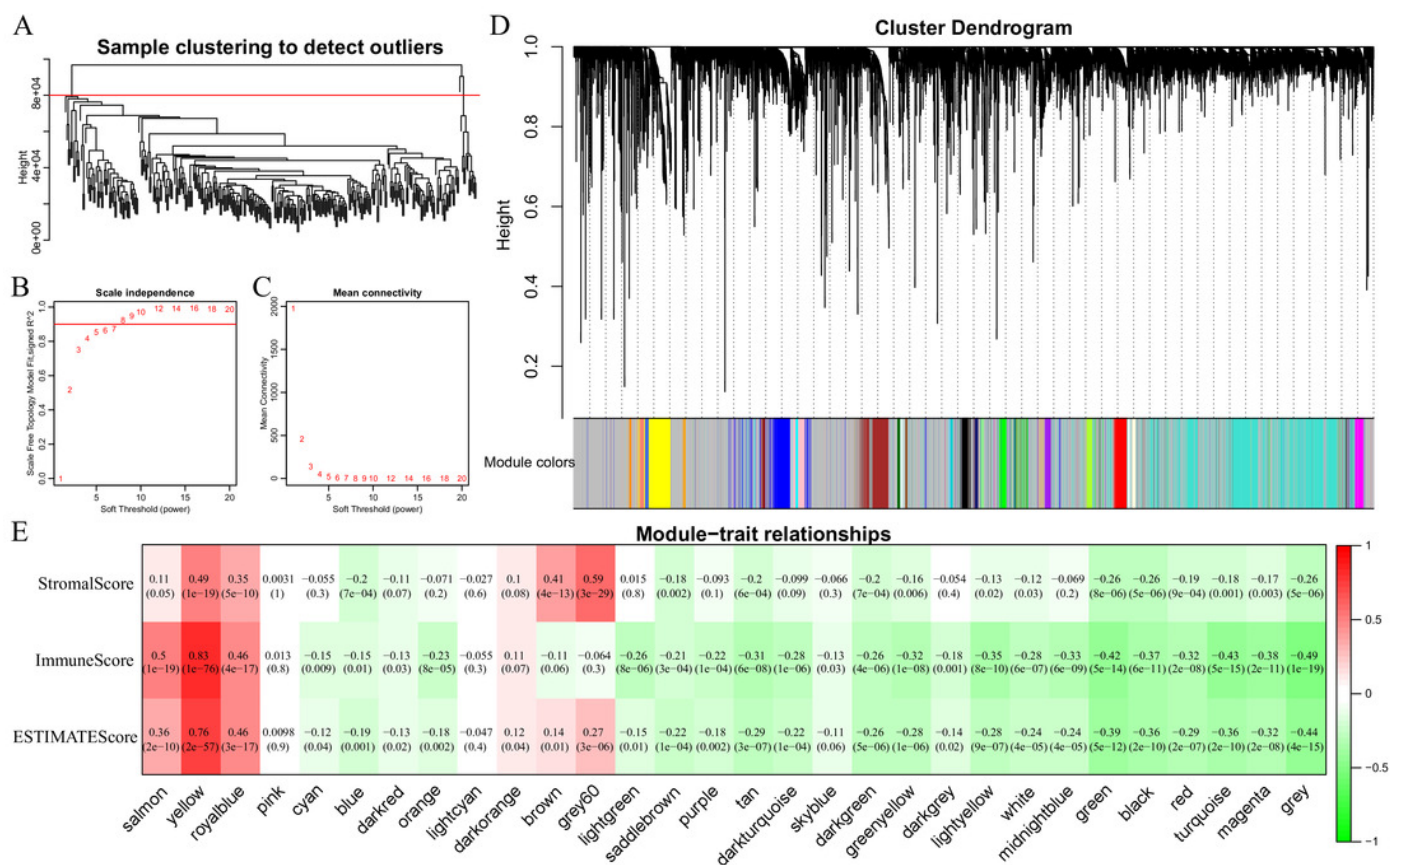 A
Sample clustering to detect outliers
Height
0e+00
4e+04
8e+04
B
Scale independence
Scale Free Topology Model Fit,signed R^2
0.0
0.2
0.4
0.6
0.8
1.0
1 2 3 4 5 6 7 8 9 10 12 14 16 18 20
5 10 15 20
Soft Threshold (power)
C
Mean connectivity
Mean Connectivity
0
500
1000
1500
2000
1 2 3 4 5 6 7 8 9 10 12 14 16 18 20
5 10 15 20
Soft Threshold (power)
D
Cluster Dendrogram
Height
1.0
0.8
0.6
0.4
0.2
Module colors
E
Module−trait relationships
StromalScore
0.11 0.49 0.35 0.0031 −0.055 −0.2 −0.11 −0.071 −0.027 0.1 0.41 0.59 0.015 −0.18 −0.093 −0.2 −0.099 −0.066 −0.2 −0.16 −0.054 −0.13 −0.12 −0.069 −0.26 −0.26 −0.19 −0.18 −0.17 −0.26
(0.05) (1e−19) (5e−10) (1) (0.3) (7e−04) (0.07) (0.2) (0.6) (0.08) (4e−13) (3e−29) (0.8) (0.002) (0.1) (6e−04) (0.09) (0.3) (7e−04) (0.006) (0.4) (0.02) (0.03) (0.2) (8e−06) (5e−06) (9e−04) (0.001) (0.003) (5e−06)
ImmuneScore
0.5 0.83 0.46 0.013 −0.15 −0.15 −0.13 −0.23 −0.055 0.11 −0.11 −0.064 −0.26 −0.21 −0.22 −0.31 −0.28 −0.13 −0.26 −0.32 −0.18 −0.35 −0.28 −0.33 −0.42 −0.37 −0.32 −0.43 −0.38 −0.49
(1e−19) (1e−76) (4e−17) (0.8) (0.009) (0.01) (0.03) (8e−05) (0.3) (0.07) (0.06) (0.3) (8e−06) (3e−04) (1e−04) (6e−08) (1e−06) (0.03) (4e−06) (1e−08) (0.001) (8e−10) (6e−07) (6e−09) (5e−14) (6e−11) (2e−08) (5e−15) (2e−11) (1e−19)
ESTIMATEScore
0.36 0.76 0.46 0.0098 −0.12 −0.19 −0.13 −0.18 −0.047 0.12 0.14 0.27 −0.15 −0.22 −0.18 −0.29 −0.22 −0.11 −0.26 −0.28 −0.14 −0.28 −0.24 −0.24 −0.39 −0.36 −0.29 −0.36 −0.32 −0.44
(2e−10) (2e−57) (3e−17) (0.9) (0.04) (0.001) (0.02) (0.002) (0.4) (0.04) (0.01) (3e−06) (0.01) (1e−04) (0.002) (3e−07) (1e−04) (0.06) (5e−06) (1e−06) (0.02) (9e−07) (4e−05) (4e−05) (5e−12) (2e−10) (2e−07) (2e−10) (2e−08) (4e−15)
salmon yellow royalblue pink cyan blue darkred orange lightcyan darkorange brown grey60 lightgreen saddlebrown purple tan darkturquoise skyblue darkgreen greenyellow darkgrey lightyellow white midnightblue green black red turquoise magenta grey
1
0.5
0
−0.5
−1